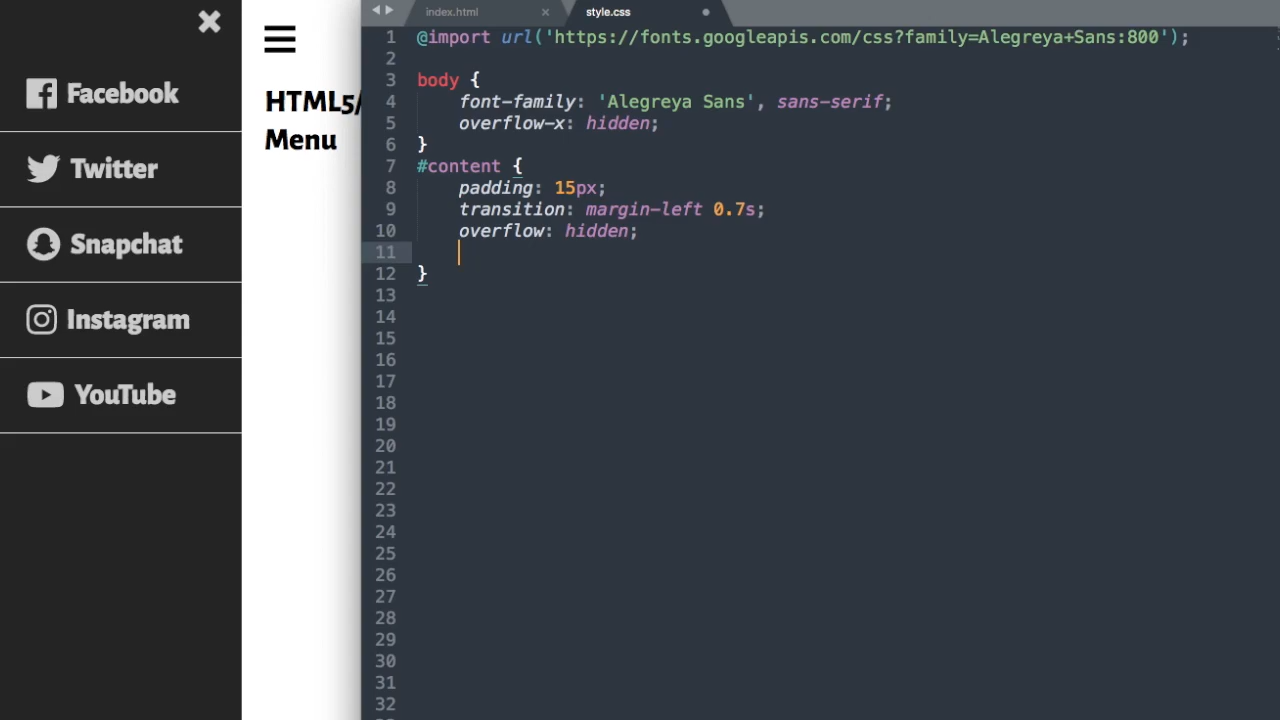 Facebook
Twitter
Snapchat
Instagram
YouTube
HTML5/
Menu
index.html
style.css
1 @import url('https://fonts.googleapis.com/css?family=Alegreya+Sans:800');
2
3 body {
4 font-family: 'Alegreya Sans', sans-serif;
5 overflow-x: hidden;
6 }
7 #content {
8 padding: 15px;
9 transition: margin-left 0.7s;
10 overflow: hidden;
11
12 }
13
14
15
16
17
18
19
20
21
22
23
24
25
26
27
28
29
30
31
32